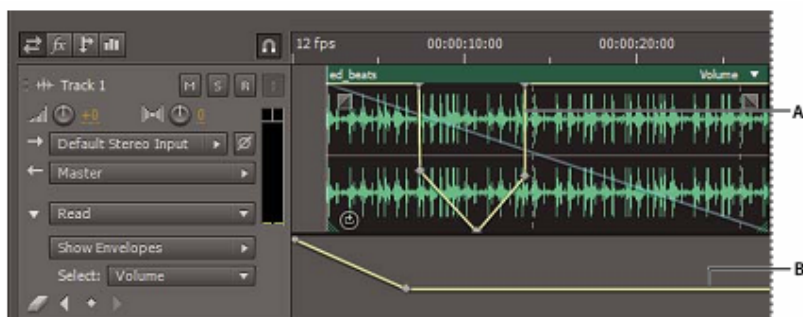 fx
12 fps
00:00:10:00
00:00:20:00
ed_beats
Volume
Track 1
M
S
R
I
+0
0
Default Stereo Input
Master
Read
Show Envelopes
Select: Volume
A
B